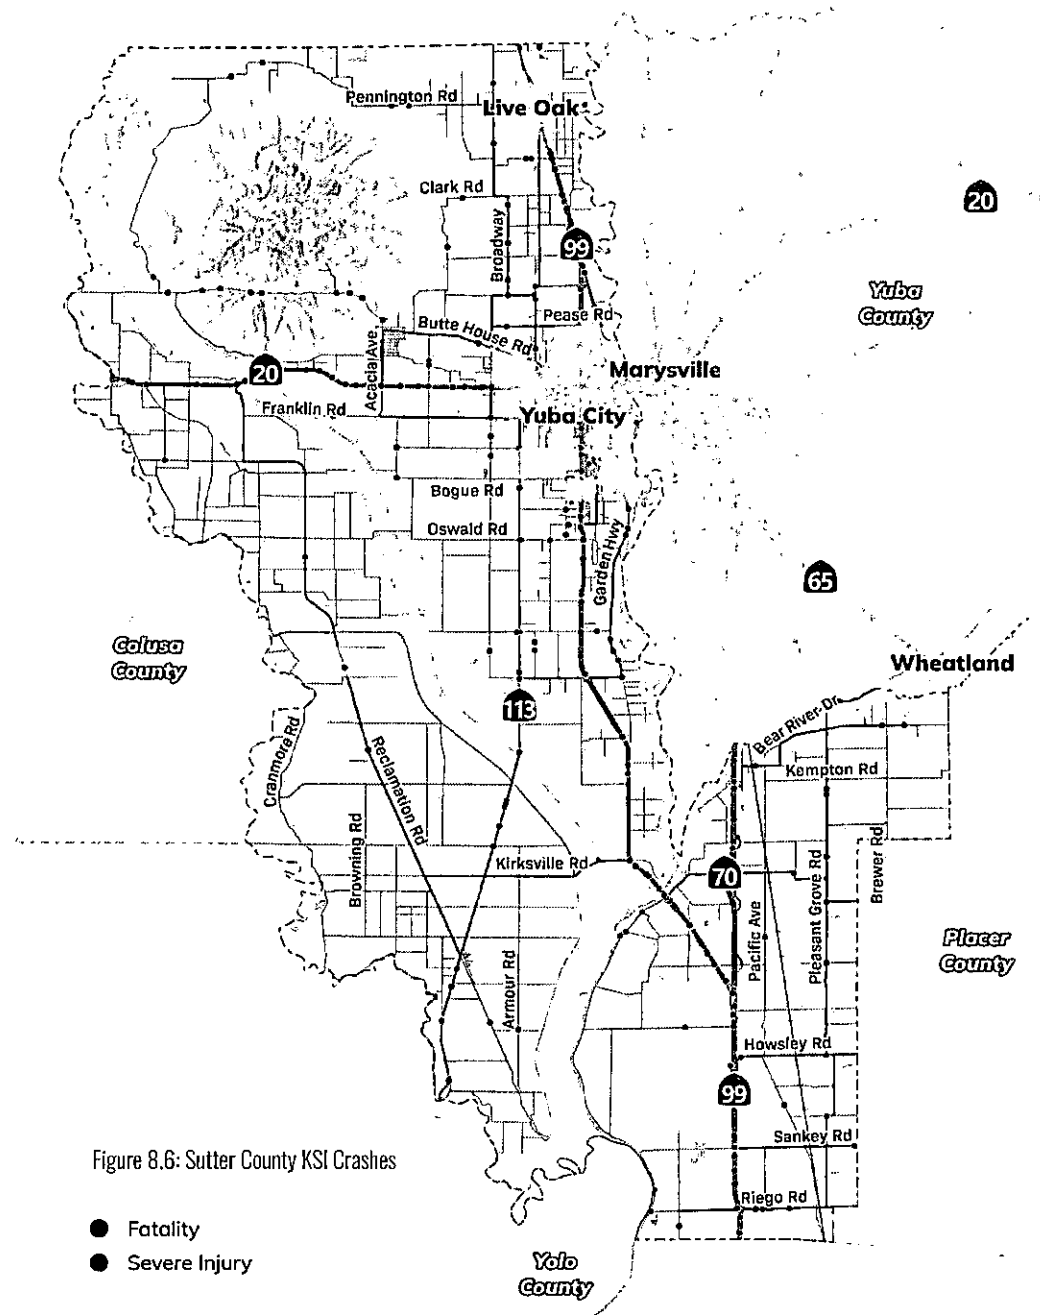 Pennington Rd
Live Oak
Clark Rd
20
Broadway
99
Yuba
County
Pease Rd
Butte House Rd
Marysville
20
Acacia Ave
Franklin Rd
Yuba City
Bogue Rd
Oswald Rd
Garden Hwy
65
Colusa
County
Wheatland
113
Bear River Dr
Cranmore Rd
Reclamation Rd
Kempton Rd
Browning Rd
Kirksville Rd
70
Pacific Ave
Pleasant Grove Rd
Brewer Rd
Placer
County
Armour Rd
Howsley Rd
99
Sankey Rd
Figure 8.6: Sutter County KSI Crashes
Riego Rd
Fatality
Severe Injury
Yolo
County